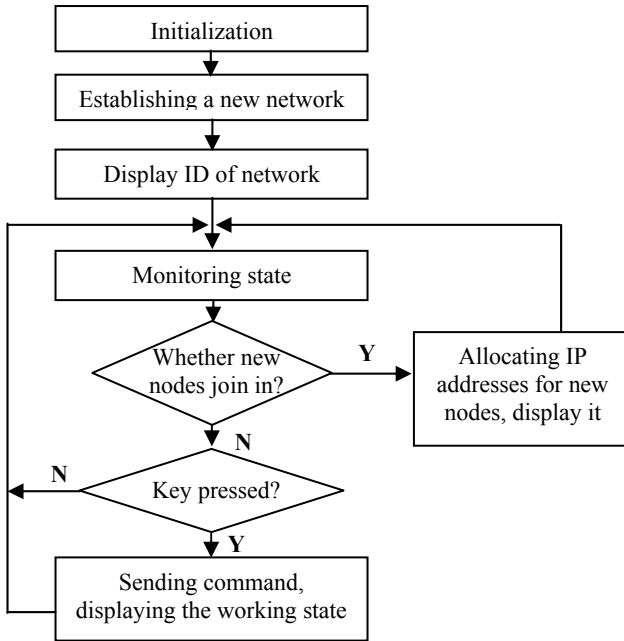 Initialization
Establishing a new network
Display ID of network
Monitoring state
Whether new
nodes join in?
Y
Allocating IP
addresses for new
nodes, display it
N
N
Key pressed?
Y
Sending command,
displaying the working state